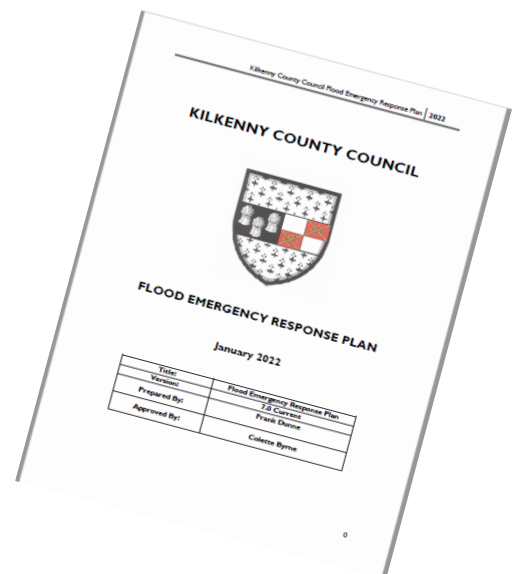 Kilkenny County Council Flood Emergency Response Plan 2022
KILKENNY COUNTY COUNCIL
FLOOD EMERGENCY RESPONSE PLAN
January 2022
Title: Flood Emergency Response Plan
Version: 7.0 Current
Prepared By: Frank Dunne
Approved By: Colette Byrne
0